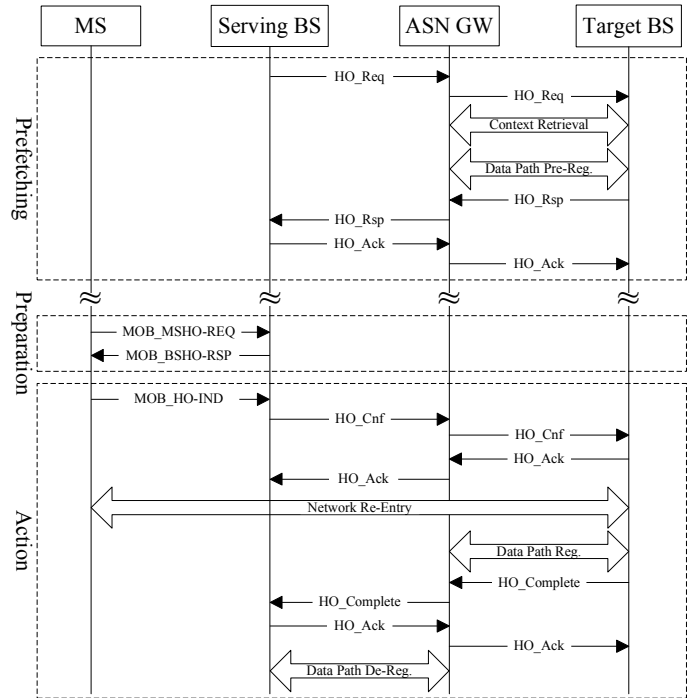 MS
Serving BS
ASN GW
Target BS
Prefetching
HO_Req
HO_Req
Context Retrieval
Data Path Pre-Reg.
HO_Rsp
HO_Rsp
HO_Ack
HO_Ack
Preparation
MOB_MSHO-REQ
MOB_BSHO-RSP
Action
MOB_HO-IND
HO_Cnf
HO_Cnf
HO_Ack
HO_Ack
Network Re-Entry
Data Path Reg.
HO_Complete
HO_Complete
HO_Ack
HO_Ack
Data Path De-Reg.